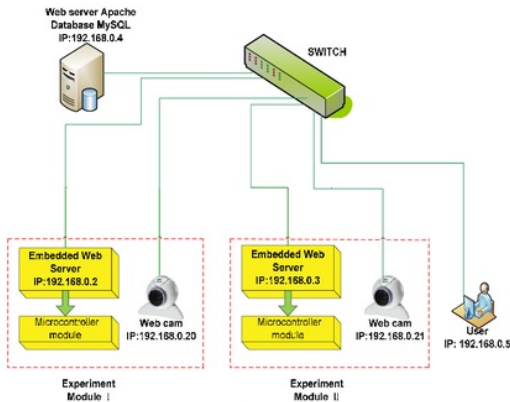 Web server Apache
Database MySQL
IP:192.168.0.4
SWITCH
Embedded Web
Server
IP:192.168.0.2
Microcontroller
module
Web cam
IP:192.168.0.20
Embedded Web
Server
IP:192.168.0.3
Microcontroller
module
Web cam
IP:192.168.0.21
User
IP: 192.168.0.5
Experiment
Module I
Experiment
Module II